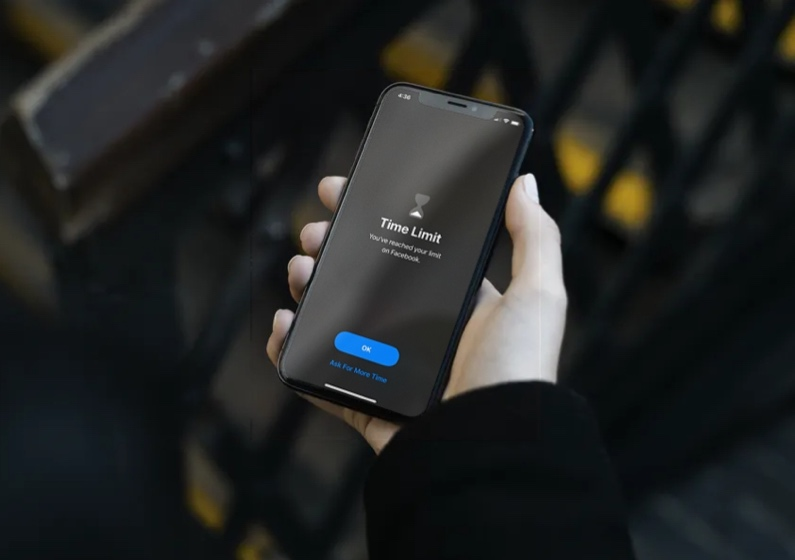 4:36
Time Limit
You've reached your limit
on Facebook.
OK
Ask For More Time